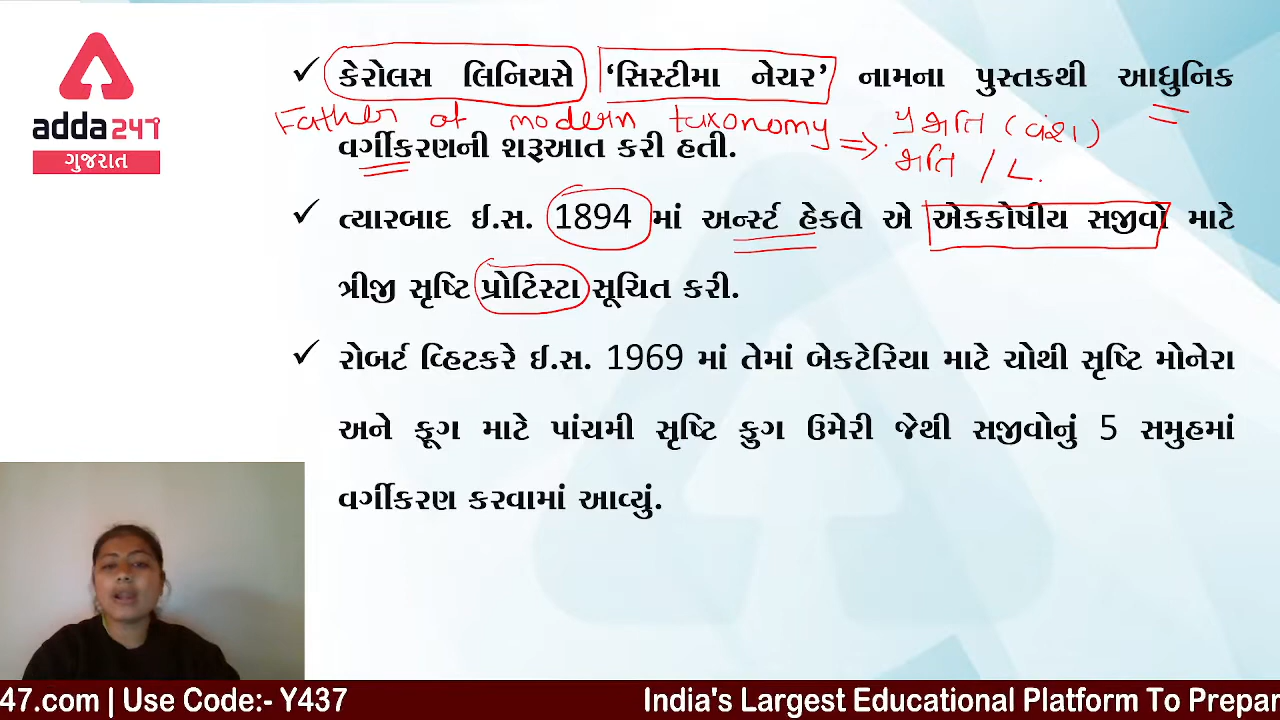 adda247
ગુજરાત
✓ કેરોલસ લિનિયસે 'સિસ્ટીમા નેચર' નામના પુસ્તકથી આધુનિક
Father of modern taxonomy ⇒ પ્રજાતિ (વંશ)
વર્ગીકરણની શરૂઆત કરી હતી.
જાતિ / L.
✓ ત્યારબાદ ઈ.સ. 1894 માં અર્ન્સ્ટ હેકલે એ એકકોષીય સજીવો માટે
ત્રીજી સૃષ્ટિ પ્રોટિસ્ટા સૂચિત કરી.
✓ રોબર્ટ વ્હિટકરે ઈ.સ. 1969 માં તેમાં બેકટેરિયા માટે ચોથી સૃષ્ટિ મોનેરા
અને ફૂગ માટે પાંચમી સૃષ્ટિ ફુગ ઉમેરી જેથી સજીવોનું 5 સમુહમાં
વર્ગીકરણ કરવામાં આવ્યું.
47.com | Use Code:- Y437 India's Largest Educational Platform To Prepar